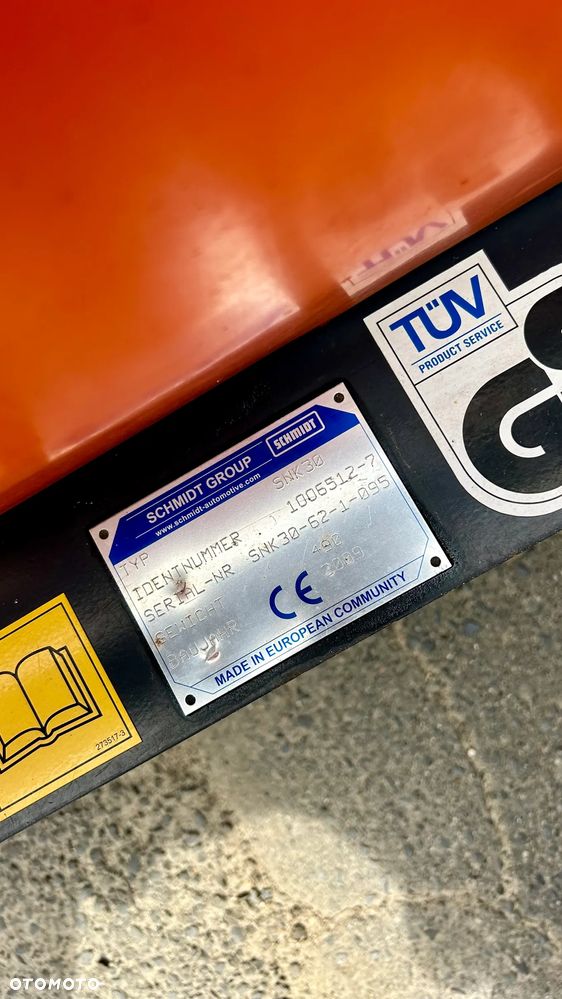 TÜV
PRODUCT SERVICE
SCHMIDT GROUP
www.schmidt-automotive.com
SCHMIDT
TYP SNK30
IDENTNUMMER 1006512-7
SERIAL-NR SNK30-62-1-095
GEWICHT 460
BAUJAHR 2009
CE
MADE IN EUROPEAN COMMUNITY
273517-3
OTOMOTO